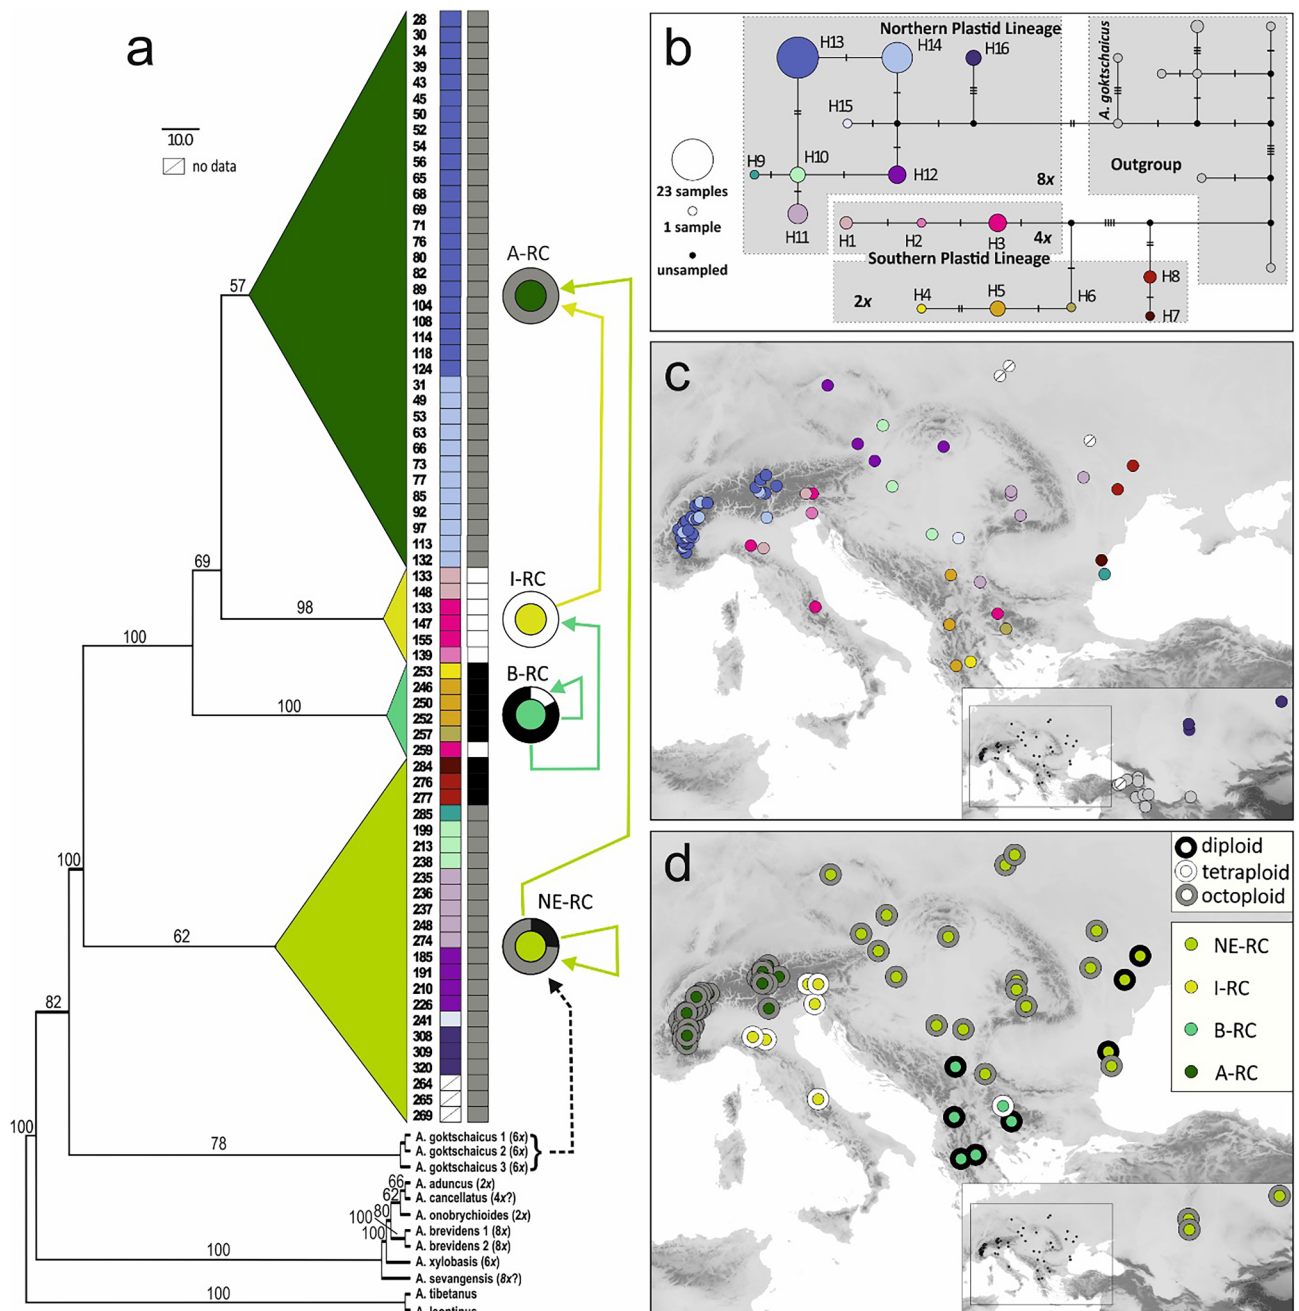 a
10.0
no data
28
30
34
39
43
45
50
52
54
56
65
68
69
71
76
80
82
89
104
108
114
118
124
31
49
53
63
66
73
77
85
92
97
113
132
133
148
133
147
155
139
253
246
250
252
257
259
284
276
277
285
199
213
238
235
236
237
248
274
185
191
210
226
241
308
309
320
264
265
269
A. goktschaicus 1 (6x)
A. goktschaicus 2 (6x)
A. goktschaicus 3 (6x)
A. aduncus (2x)
A. cancellatus (4x?)
A. onobrychioides (2x)
A. brevidens 1 (8x)
A. brevidens 2 (8x)
A. xylobasis (6x)
A. sevangensis (8x?)
A. tibetanus
57
69
98
100
100
100
62
82
100
78
66
62
80
100
100
100
100
A-RC
I-RC
B-RC
NE-RC
b
Northern Plastid Lineage
H13
H14
H16
H15
H9
H10
H12
H11
8x
23 samples
1 sample
unsampled
A. goktschaicus
Outgroup
H1
H2
H3
4x
Southern Plastid Lineage
2x
H4
H5
H6
H8
H7
c
d
diploid
tetraploid
octoploid
NE-RC
I-RC
B-RC
A-RC